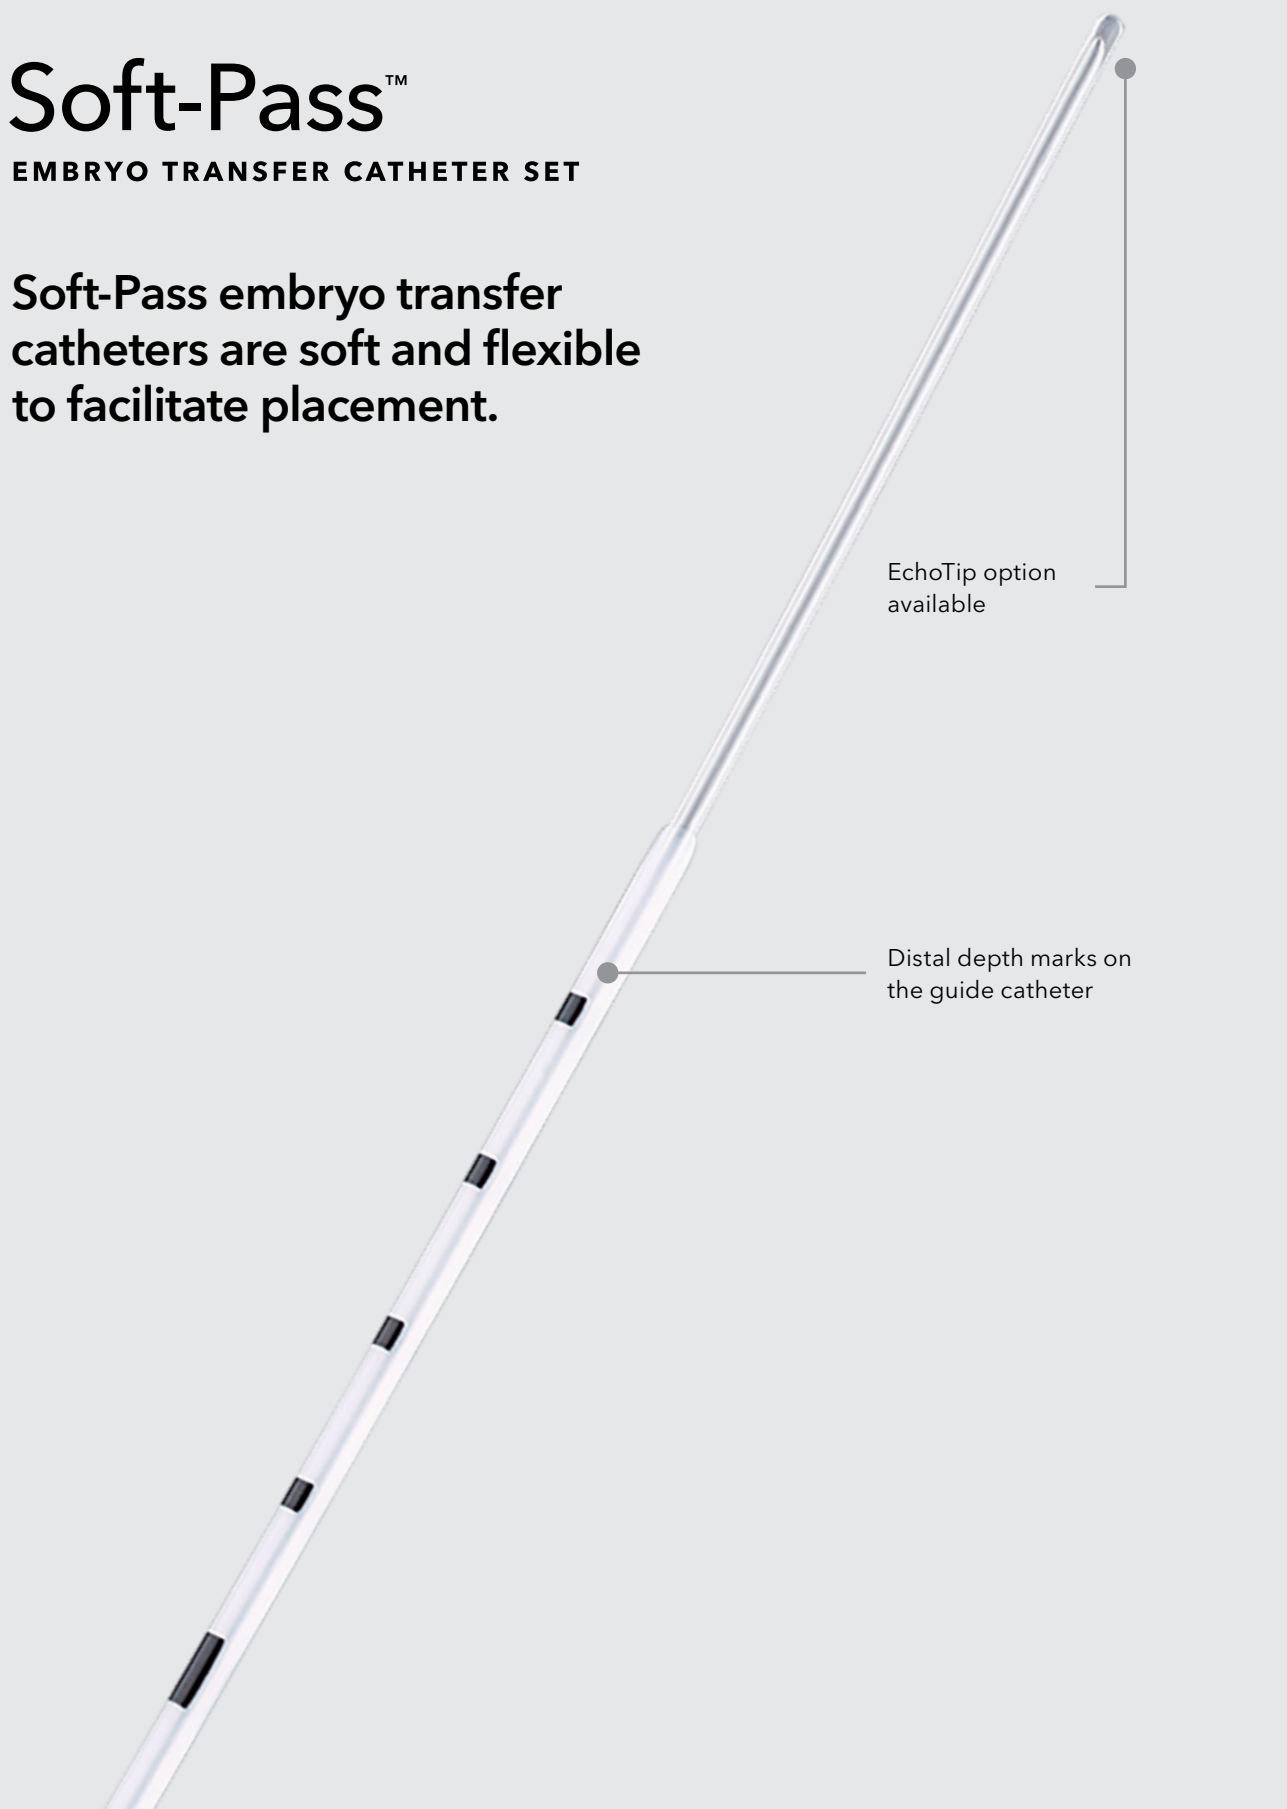 Soft-Pass™
EMBRYO TRANSFER CATHETER SET
Soft-Pass embryo transfer
catheters are soft and flexible
to facilitate placement.
EchoTip option
available
Distal depth marks on
the guide catheter